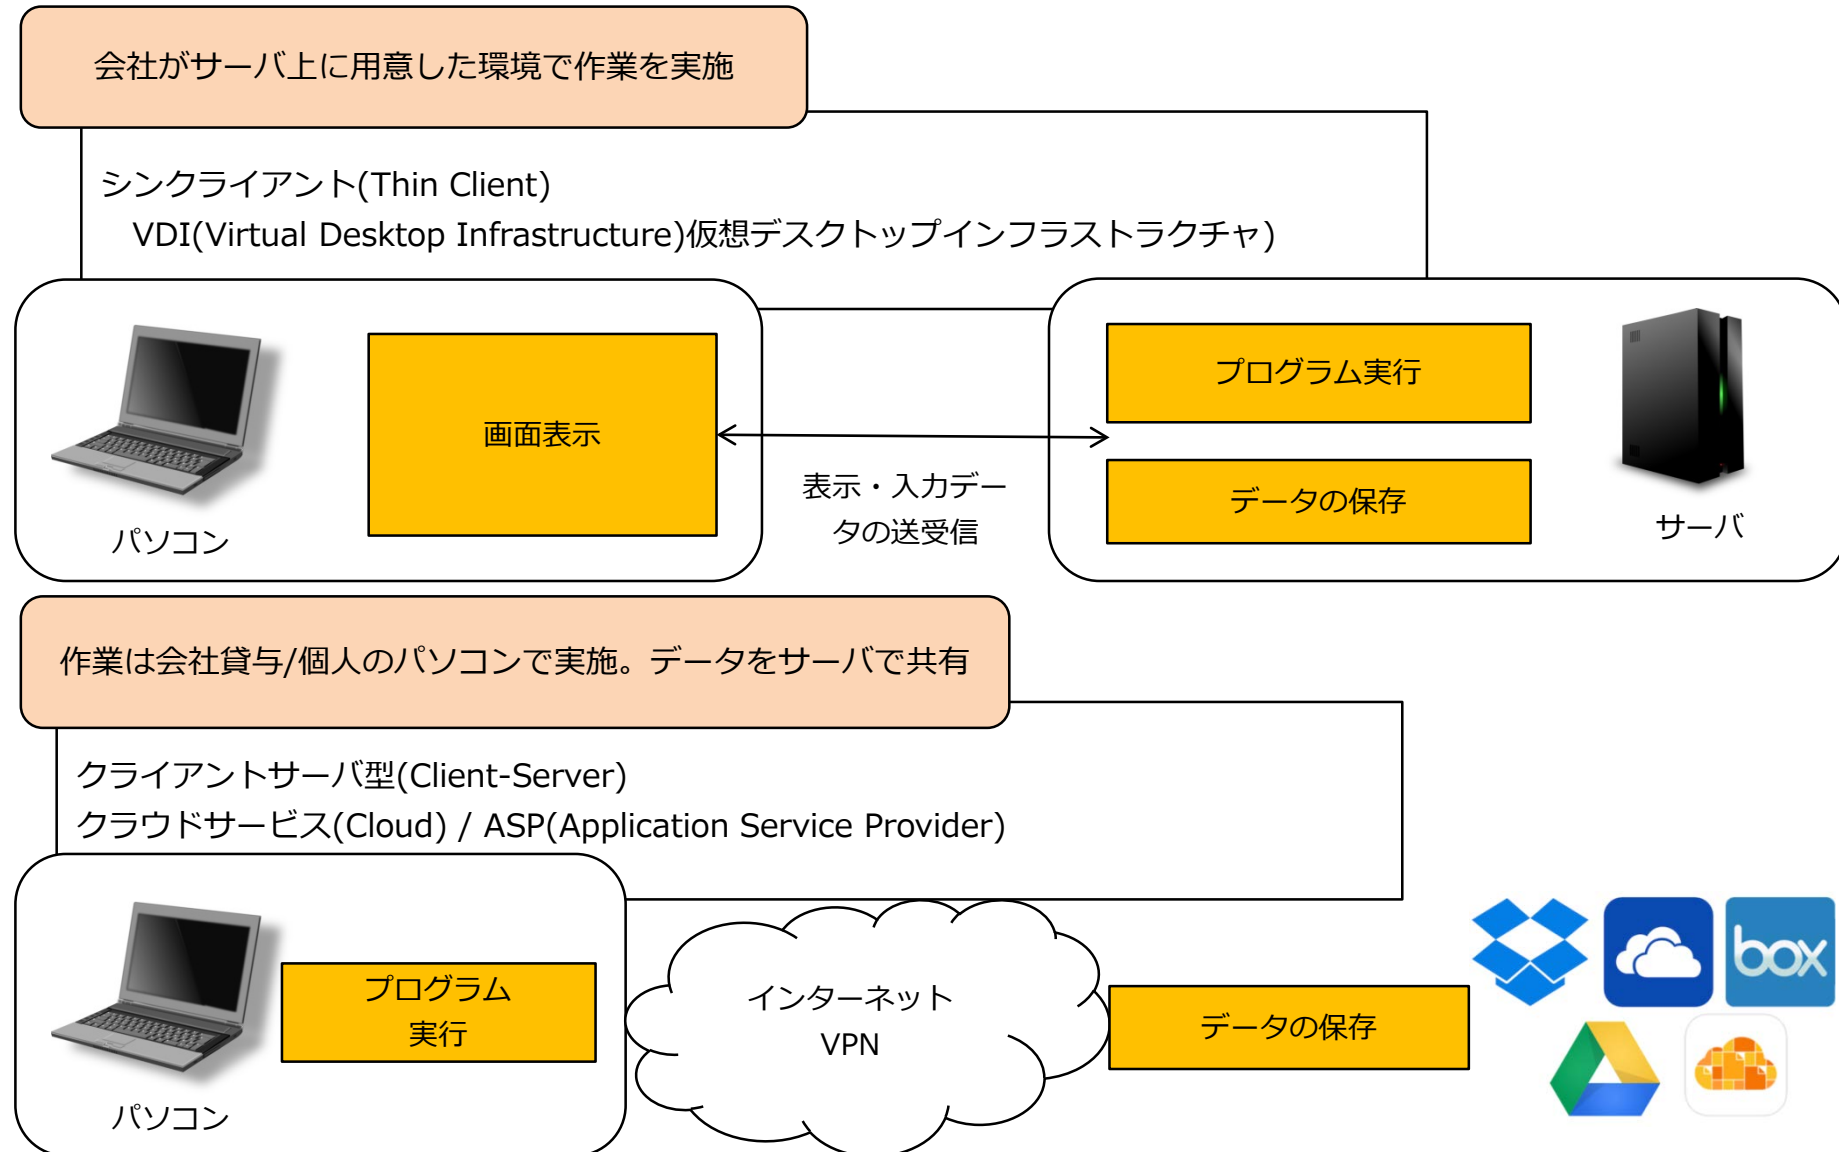 会社がサーバ上に用意した環境で作業を実施
シンクライアント(Thin Client)
VDI(Virtual Desktop Infrastructure)仮想デスクトップインフラストラクチャ)
パソコン
画面表示
表示・入力デー
タの送受信
プログラム実行
データの保存
サーバ
作業は会社貸与/個人のパソコンで実施。データをサーバで共有
クライアントサーバ型(Client-Server)
クラウドサービス(Cloud) / ASP(Application Service Provider)
パソコン
プログラム
実行
インターネット
VPN
データの保存
box